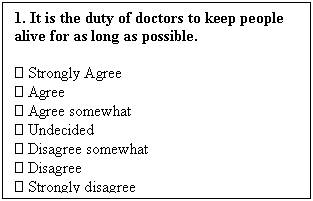 1. It is the duty of doctors to keep people
alive for as long as possible.
☐ Strongly Agree
☐ Agree
☐ Agree somewhat
☐ Undecided
☐ Disagree somewhat
☐ Disagree
☐ Strongly disagree